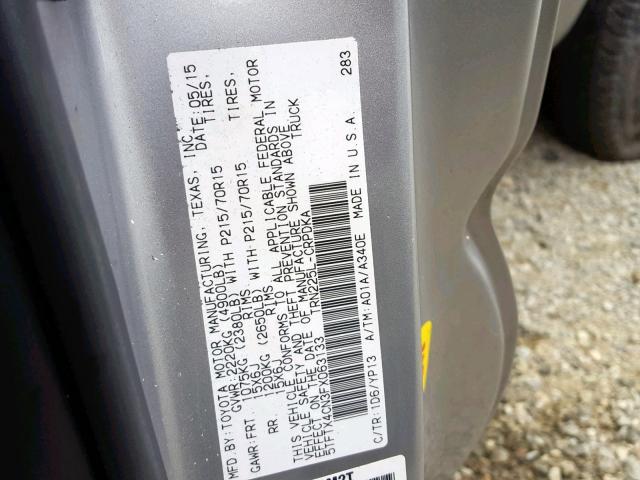 MFD.BY:TOYOTA MOTOR MANUFACTURING, TEXAS, INC. DATE:05/15
GVWR:2220KG (4900LB)
GAWR:FRT 1075KG (2380LB) WITH P215/70R15 TIRES,
15X6J RIMS
RR. 1200KG (2650LB) WITH P215/70R15 TIRES,
15X6J RIMS
THIS VEHICLE CONFORMS TO ALL APPLICABLE FEDERAL MOTOR
VEHICLE SAFETY AND THEFT PREVENTION STANDARDS IN
EFFECT ON THE DATE OF MANUFACTURE SHOWN ABOVE.
5TFTX4CN3FX063133 TRUCK
TRN225L-CRPDKA 283
C/TR:1D6/YP13 A/TM:A01A/A340E MADE IN U.S.A.